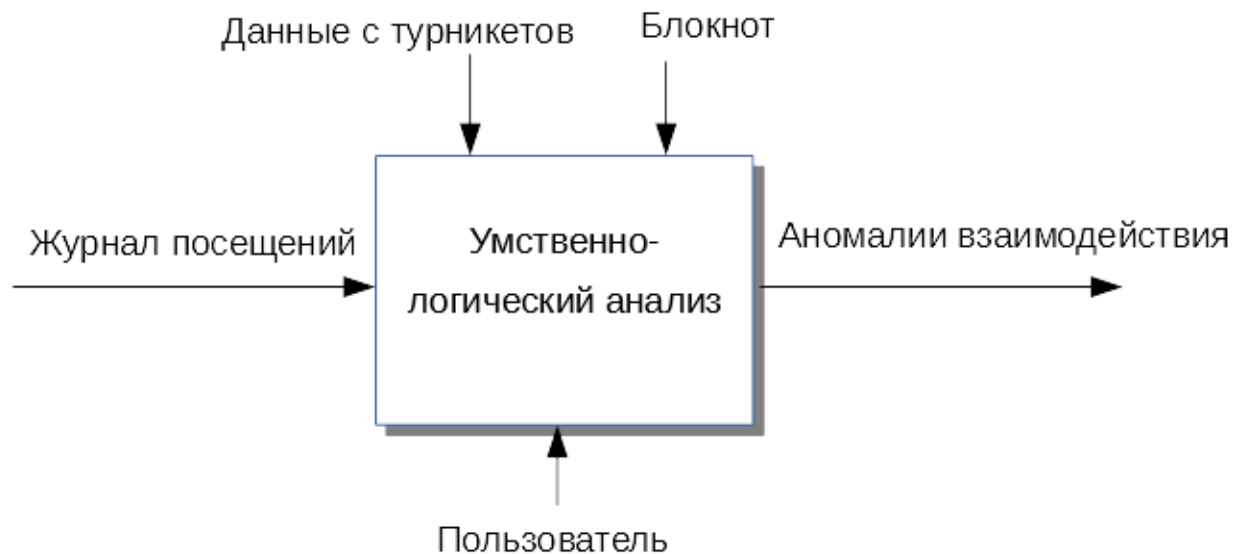 Данные с турникетов
Блокнот
Журнал посещений
Умственно-
логический анализ
Аномалии взаимодействия
Пользователь